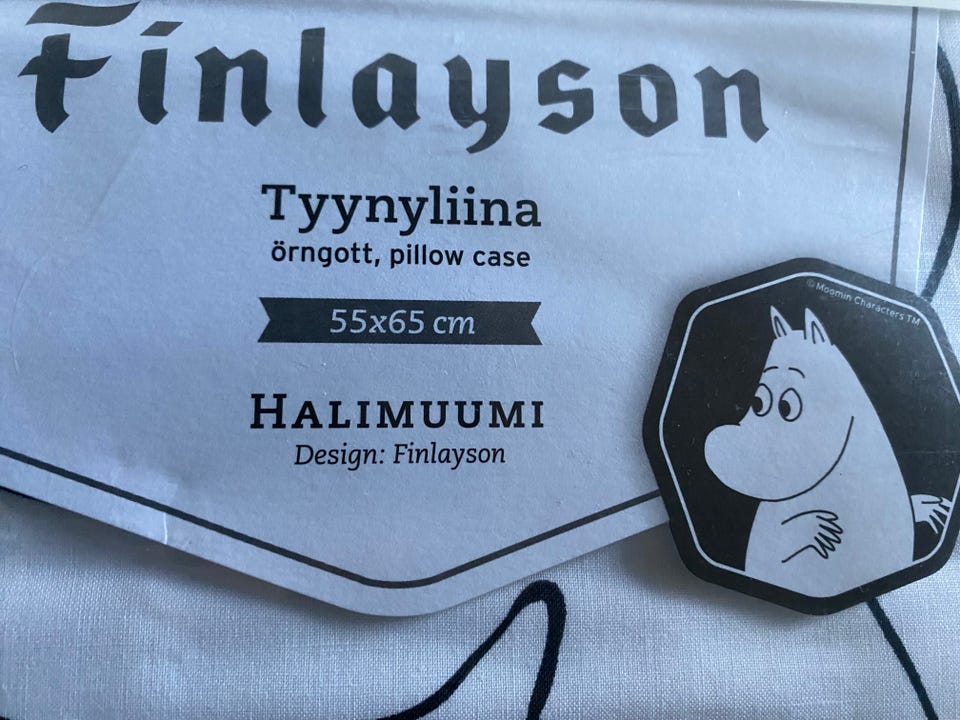 Finlayson
Tyynyliina
örngott, pillow case
55x65 cm
HALIMUUMI
Design: Finlayson
© Moomin Characters TM